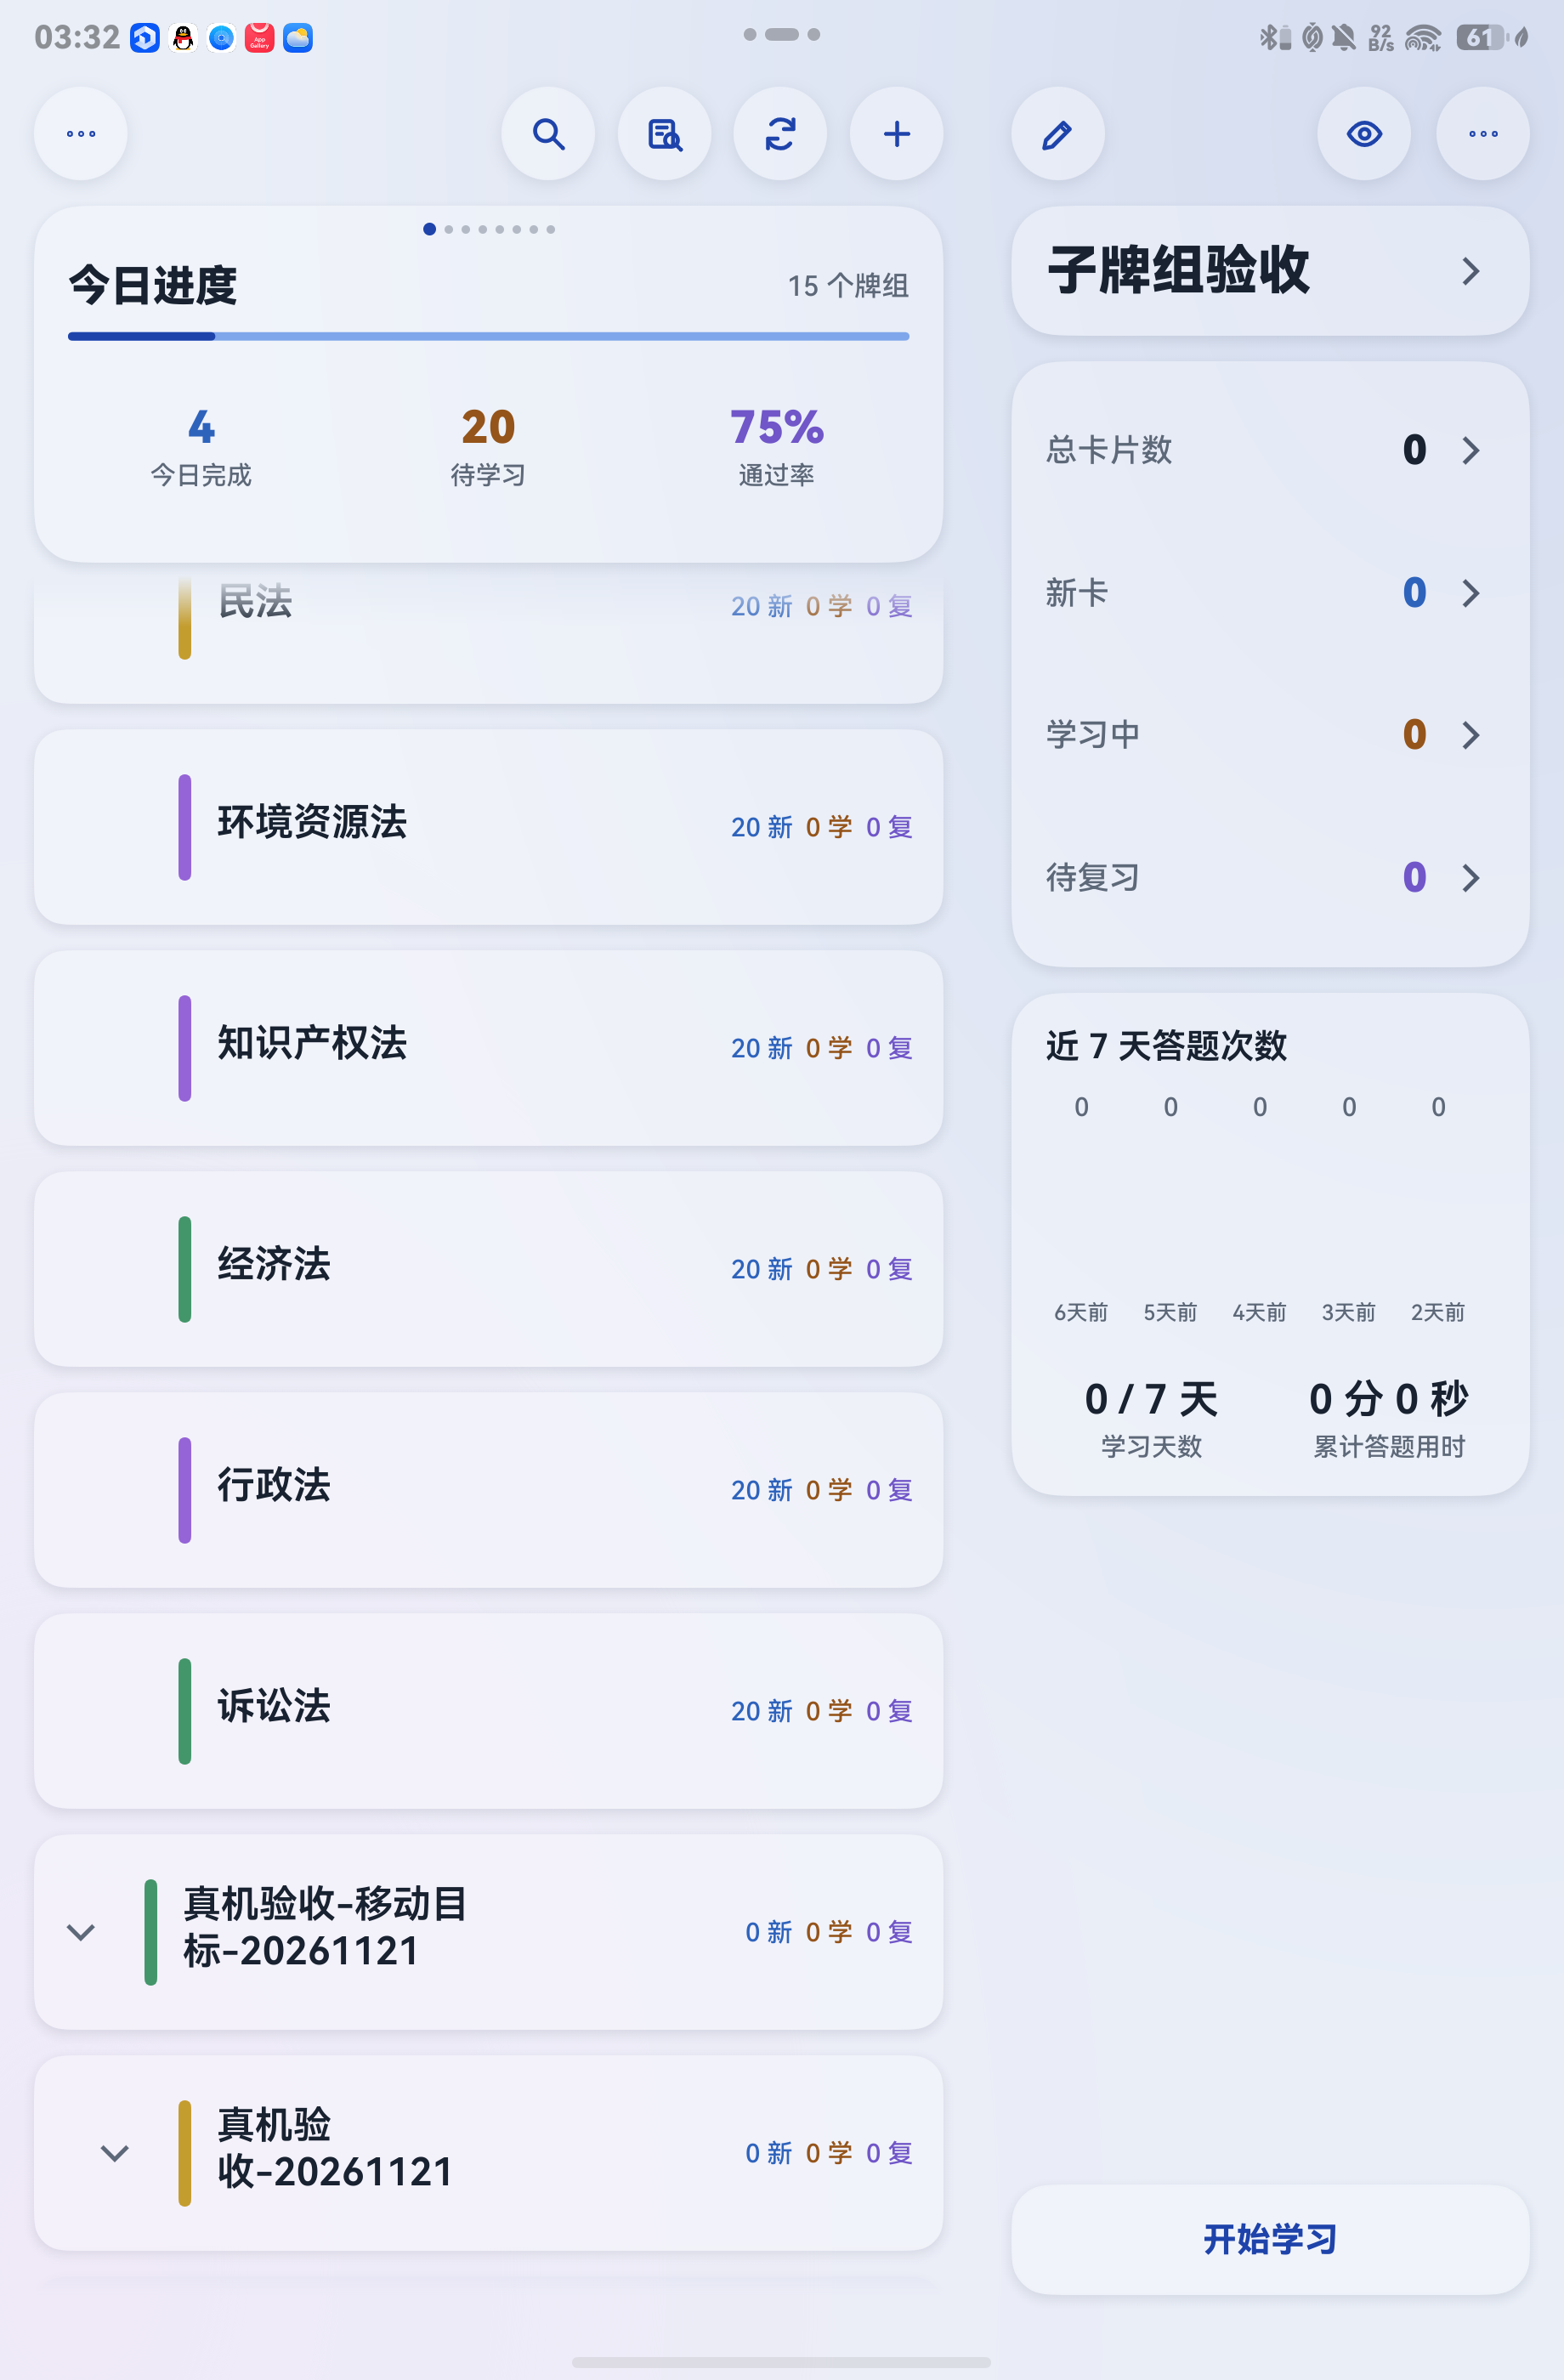 03:32
92
B/s
61
今日进度
15 个牌组
4
今日完成
20
待学习
75%
通过率
民法
20 新 0 学 0 复
环境资源法
20 新 0 学 0 复
知识产权法
20 新 0 学 0 复
经济法
20 新 0 学 0 复
行政法
20 新 0 学 0 复
诉讼法
20 新 0 学 0 复
真机验收-移动目
标-20261121
0 新 0 学 0 复
真机验
收-20261121
0 新 0 学 0 复
子牌组验收
总卡片数
0
新卡
0
学习中
0
待复习
0
近 7 天答题次数
0 0 0 0 0
6天前 5天前 4天前 3天前 2天前
0 / 7 天
学习天数
0 分 0 秒
累计答题用时
开始学习